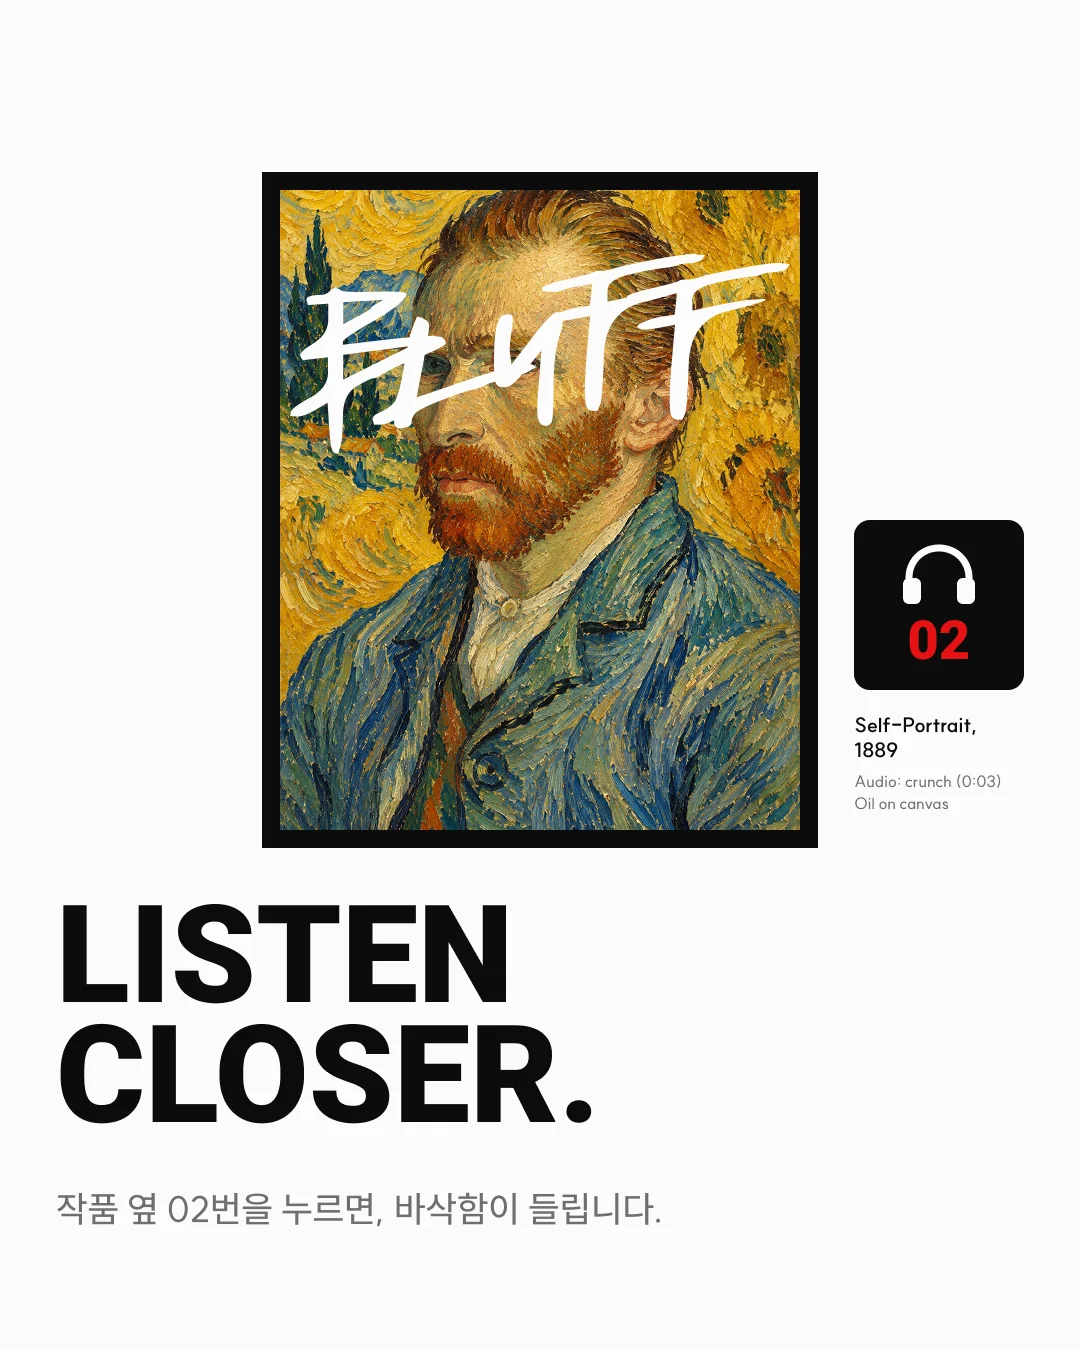 BLuFF
02
Self-Portrait,
1889
Audio: crunch (0:03)
Oil on canvas
LISTEN
CLOSER.
작품 옆 02번을 누르면, 바삭함이 들립니다.